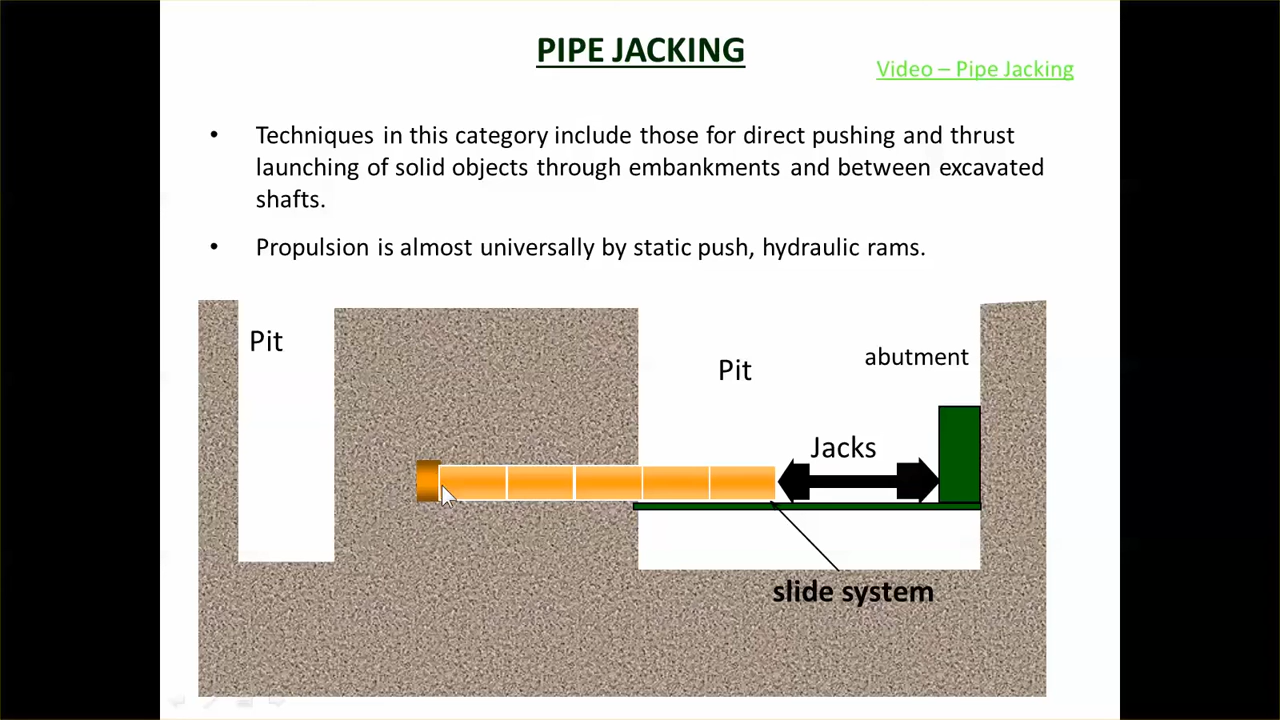 PIPE JACKING
Video – Pipe Jacking
• Techniques in this category include those for direct pushing and thrust
launching of solid objects through embankments and between excavated
shafts.
• Propulsion is almost universally by static push, hydraulic rams.
Pit
Pit
abutment
Jacks
slide system